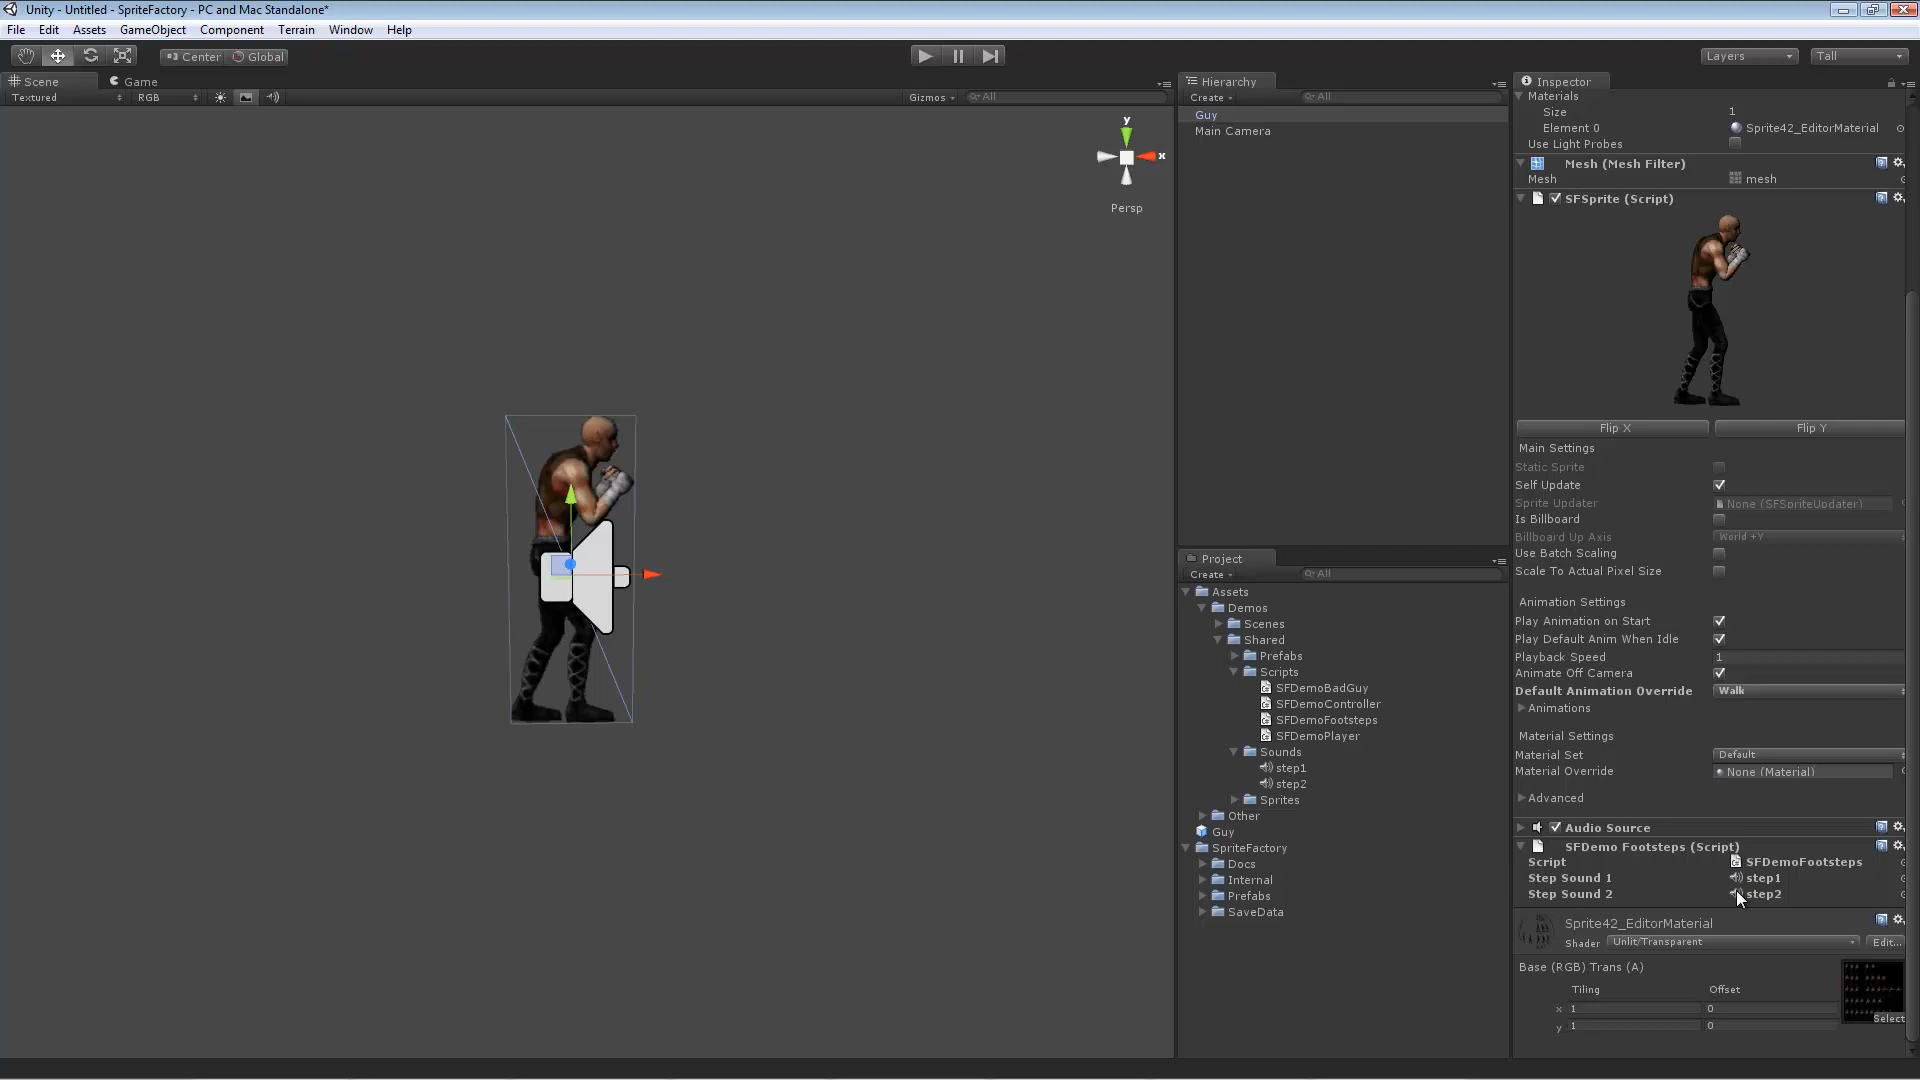 Unity - Untitled - SpriteFactory - PC and Mac Standalone*
File Edit Assets GameObject Component Terrain Window Help
Center Global Layers Tall
Scene Game
Textured RGB Gizmos All
y
x
Persp
Hierarchy
Create All
Guy
Main Camera
Project
Create All
Assets
Demos
Scenes
Shared
Prefabs
Scripts
SFDemoBadGuy
SFDemoController
SFDemoFootsteps
SFDemoPlayer
Sounds
step1
step2
Sprites
Other
Guy
SpriteFactory
Docs
Internal
Prefabs
SaveData
Inspector
Materials
Size 1
Element 0 Sprite42_EditorMaterial
Use Light Probes
Mesh (Mesh Filter)
Mesh mesh
SFSprite (Script)
Flip X Flip Y
Main Settings
Static Sprite
Self Update
Sprite Updater None (SFSpriteUpdater)
Is Billboard
Billboard Up Axis World +Y
Use Batch Scaling
Scale To Actual Pixel Size
Animation Settings
Play Animation on Start
Play Default Anim When Idle
Playback Speed 1
Animate Off Camera
Default Animation Override Walk
Animations
Material Settings
Material Set Default
Material Override None (Material)
Advanced
Audio Source
SFDemo Footsteps (Script)
Script SFDemoFootsteps
Step Sound 1 step1
Step Sound 2 step2
Sprite42_EditorMaterial
Shader Unlit/Transparent Edit...
Base (RGB) Trans (A)
Tiling Offset
x 1 0
y 1 0
Select